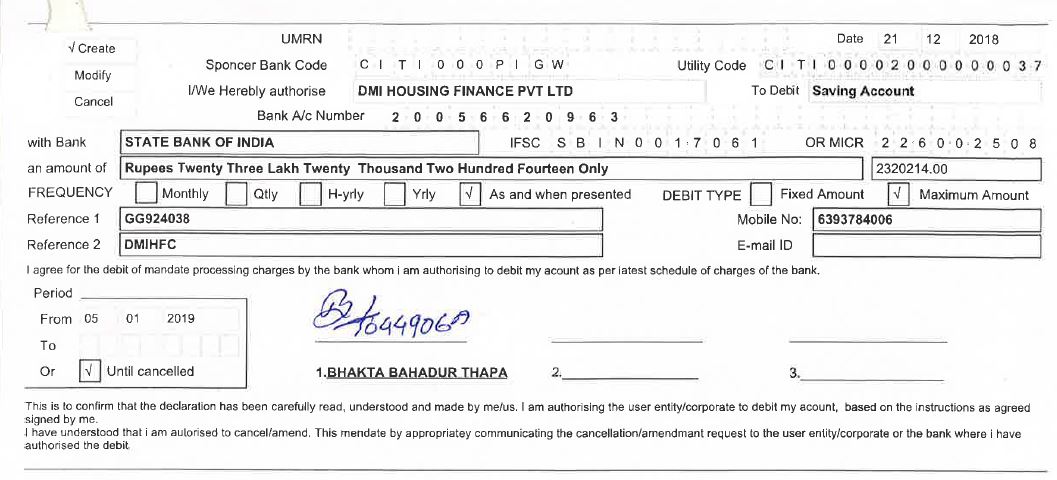 √ Create UMRN Date 21 12 2018
Modify Sponcer Bank Code C I T I 0 0 0 P I G W Utility Code C I T I 0 0 0 0 2 0 0 0 0 0 0 0 3 7
Cancel I/We Hereby authorise DMI HOUSING FINANCE PVT LTD To Debit Saving Account
Bank A/c Number 2 0 0 5 6 6 2 0 9 6 3
with Bank STATE BANK OF INDIA IFSC S B I N 0 0 1 7 0 6 1 OR MICR 2 2 6 0 0 2 5 0 8
an amount of Rupees Twenty Three Lakh Twenty Thousand Two Hundred Fourteen Only 2320214.00
FREQUENCY Monthly Qtly H-yrly Yrly √ As and when presented DEBIT TYPE Fixed Amount √ Maximum Amount
Reference 1 GG924038 Mobile No: 6393784006
Reference 2 DMIHFC E-mail ID
I agree for the debit of mandate processing charges by the bank whom i am authorising to debit my acount as per iatest schedule of charges of the bank.
Period
From 05 01 2019
To
Or √ Until cancelled
1.BHAKTA BAHADUR THAPA 2. 3.
This is to confirm that the declaration has been carefully read, understood and made by me/us. I am authorising the user entity/corporate to debit my acount, based on the instructions as agreed
signed by me.
I have understood that i am autorised to cancel/amend. This mendate by appropriatey communicating the cancellation/amendmant request to the user entity/corporate or the bank where i have
authorised the debit.